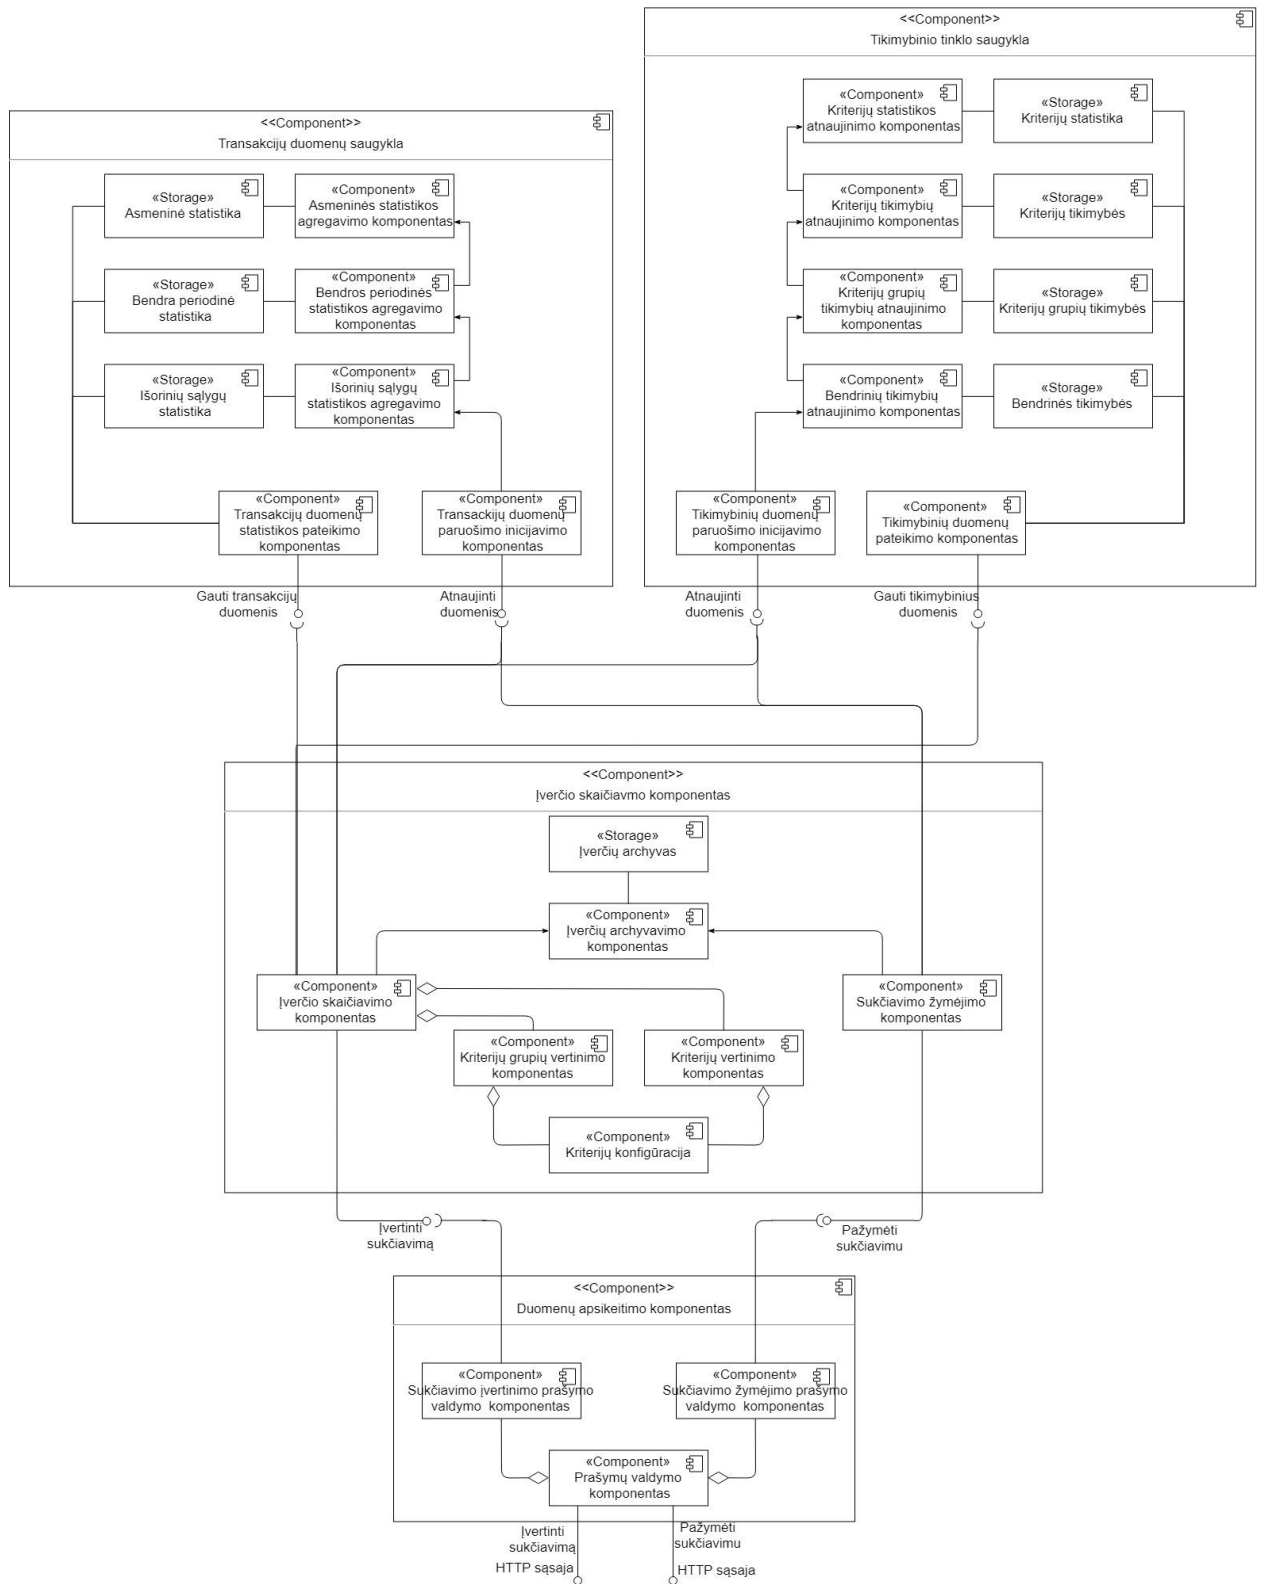 <<Component>>
Tikimybinio tinklo saugykla
«Component»
Kriterijų statistikos
atnaujinimo komponentas
«Storage»
Kriterijų statistika
«Component»
Kriterijų tikimybių
atnaujinimo komponentas
«Storage»
Kriterijų tikimybės
«Component»
Kriterijų grupių
tikimybių atnaujinimo
komponentas
«Storage»
Kriterijų grupių tikimybės
«Component»
Bendrinių tikimybių
atnaujinimo komponentas
«Storage»
Bendrinės tikimybės
«Component»
Tikimybinių duomenų
paruošimo inicijavimo
komponentas
«Component»
Tikimybinių duomenų
pateikimo komponentas
<<Component>>
Transakcijų duomenų saugykla
«Storage»
Asmeninė statistika
«Component»
Asmeninės statistikos
agregavimo komponentas
«Storage»
Bendra periodinė
statistika
«Component»
Bendros periodinės
statistikos agregavimo
komponentas
«Storage»
Išorinių sąlygų
statistika
«Component»
Išorinių sąlygų
statistikos agregavimo
komponentas
«Component»
Transakcijų duomenų
statistikos pateikimo
komponentas
«Component»
Transackijų duomenų
paruošimo inicijavimo
komponentas
Gauti transakcijų
duomenis
Atnaujinti
duomenis
Atnaujinti
duomenis
Gauti tikimybinius
duomenis
<<Component>>
Įverčio skaičiavmo komponentas
«Storage»
Įverčių archyvas
«Component»
Įverčių archyvavimo
komponentas
«Component»
Įverčio skaičiavimo
komponentas
«Component»
Sukčiavimo žymėjimo
komponentas
«Component»
Kriterijų grupių vertinimo
komponentas
«Component»
Kriterijų vertinimo
komponentas
«Component»
Kriterijų konfigūracija
Įvertinti
sukčiavimą
Pažymėti
sukčiavimu
<<Component>>
Duomenų apsikeitimo komponentas
«Component»
Sukčiavimo įvertinimo prašymo
valdymo komponentas
«Component»
Sukčiavimo žymėjimo prašymo
valdymo komponentas
«Component»
Prašymų valdymo
komponentas
Įvertinti
sukčiavimą
HTTP sąsaja
Pažymėti
sukčiavimu
HTTP sąsaja